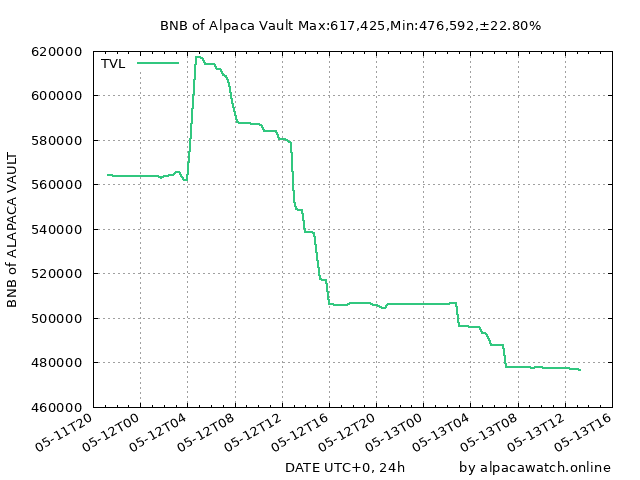 BNB of Alpaca Vault Max:617,425,Min:476,592,±22.80%
TVL
620000
600000
580000
560000
540000
520000
500000
480000
460000
BNB of ALAPACA VAULT
05-11T20
05-12T00
05-12T04
05-12T08
05-12T12
05-12T16
05-12T20
05-13T00
05-13T04
05-13T08
05-13T12
05-13T16
DATE UTC+0, 24h
by alpacawatch.online